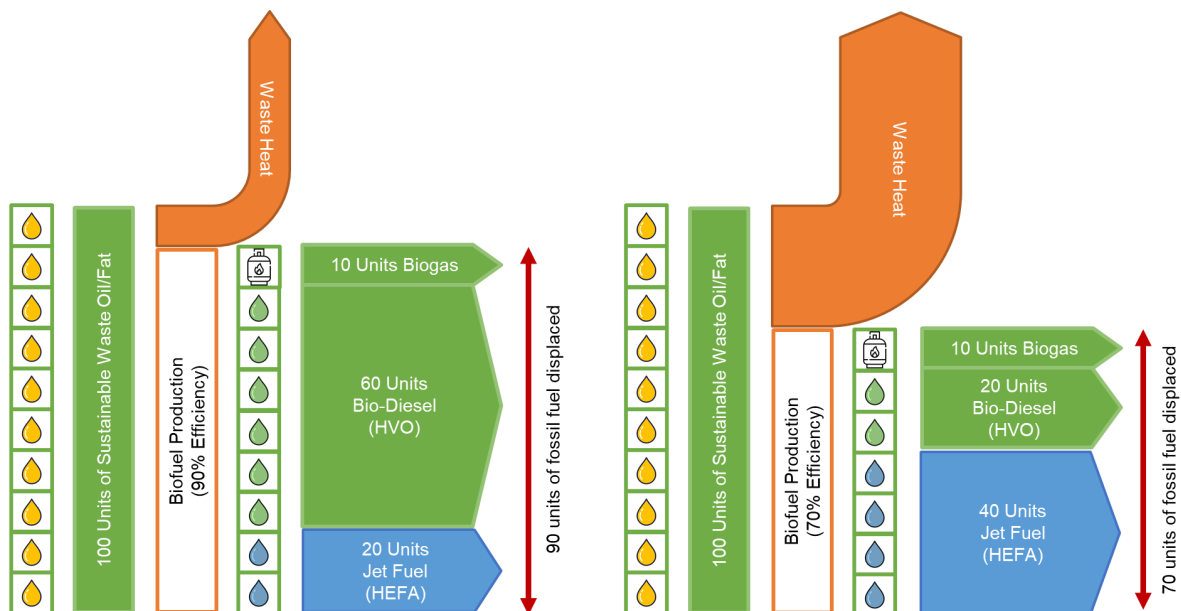 Waste Heat
100 Units of Sustainable Waste Oil/Fat
Biofuel Production
(90% Efficiency)
10 Units Biogas
60 Units
Bio-Diesel
(HVO)
20 Units
Jet Fuel
(HEFA)
90 units of fossil fuel displaced
Waste Heat
100 Units of Sustainable Waste Oil/Fat
Biofuel Production
(70% Efficiency)
10 Units Biogas
20 Units
Bio-Diesel
(HVO)
40 Units
Jet Fuel
(HEFA)
70 units of fossil fuel displaced